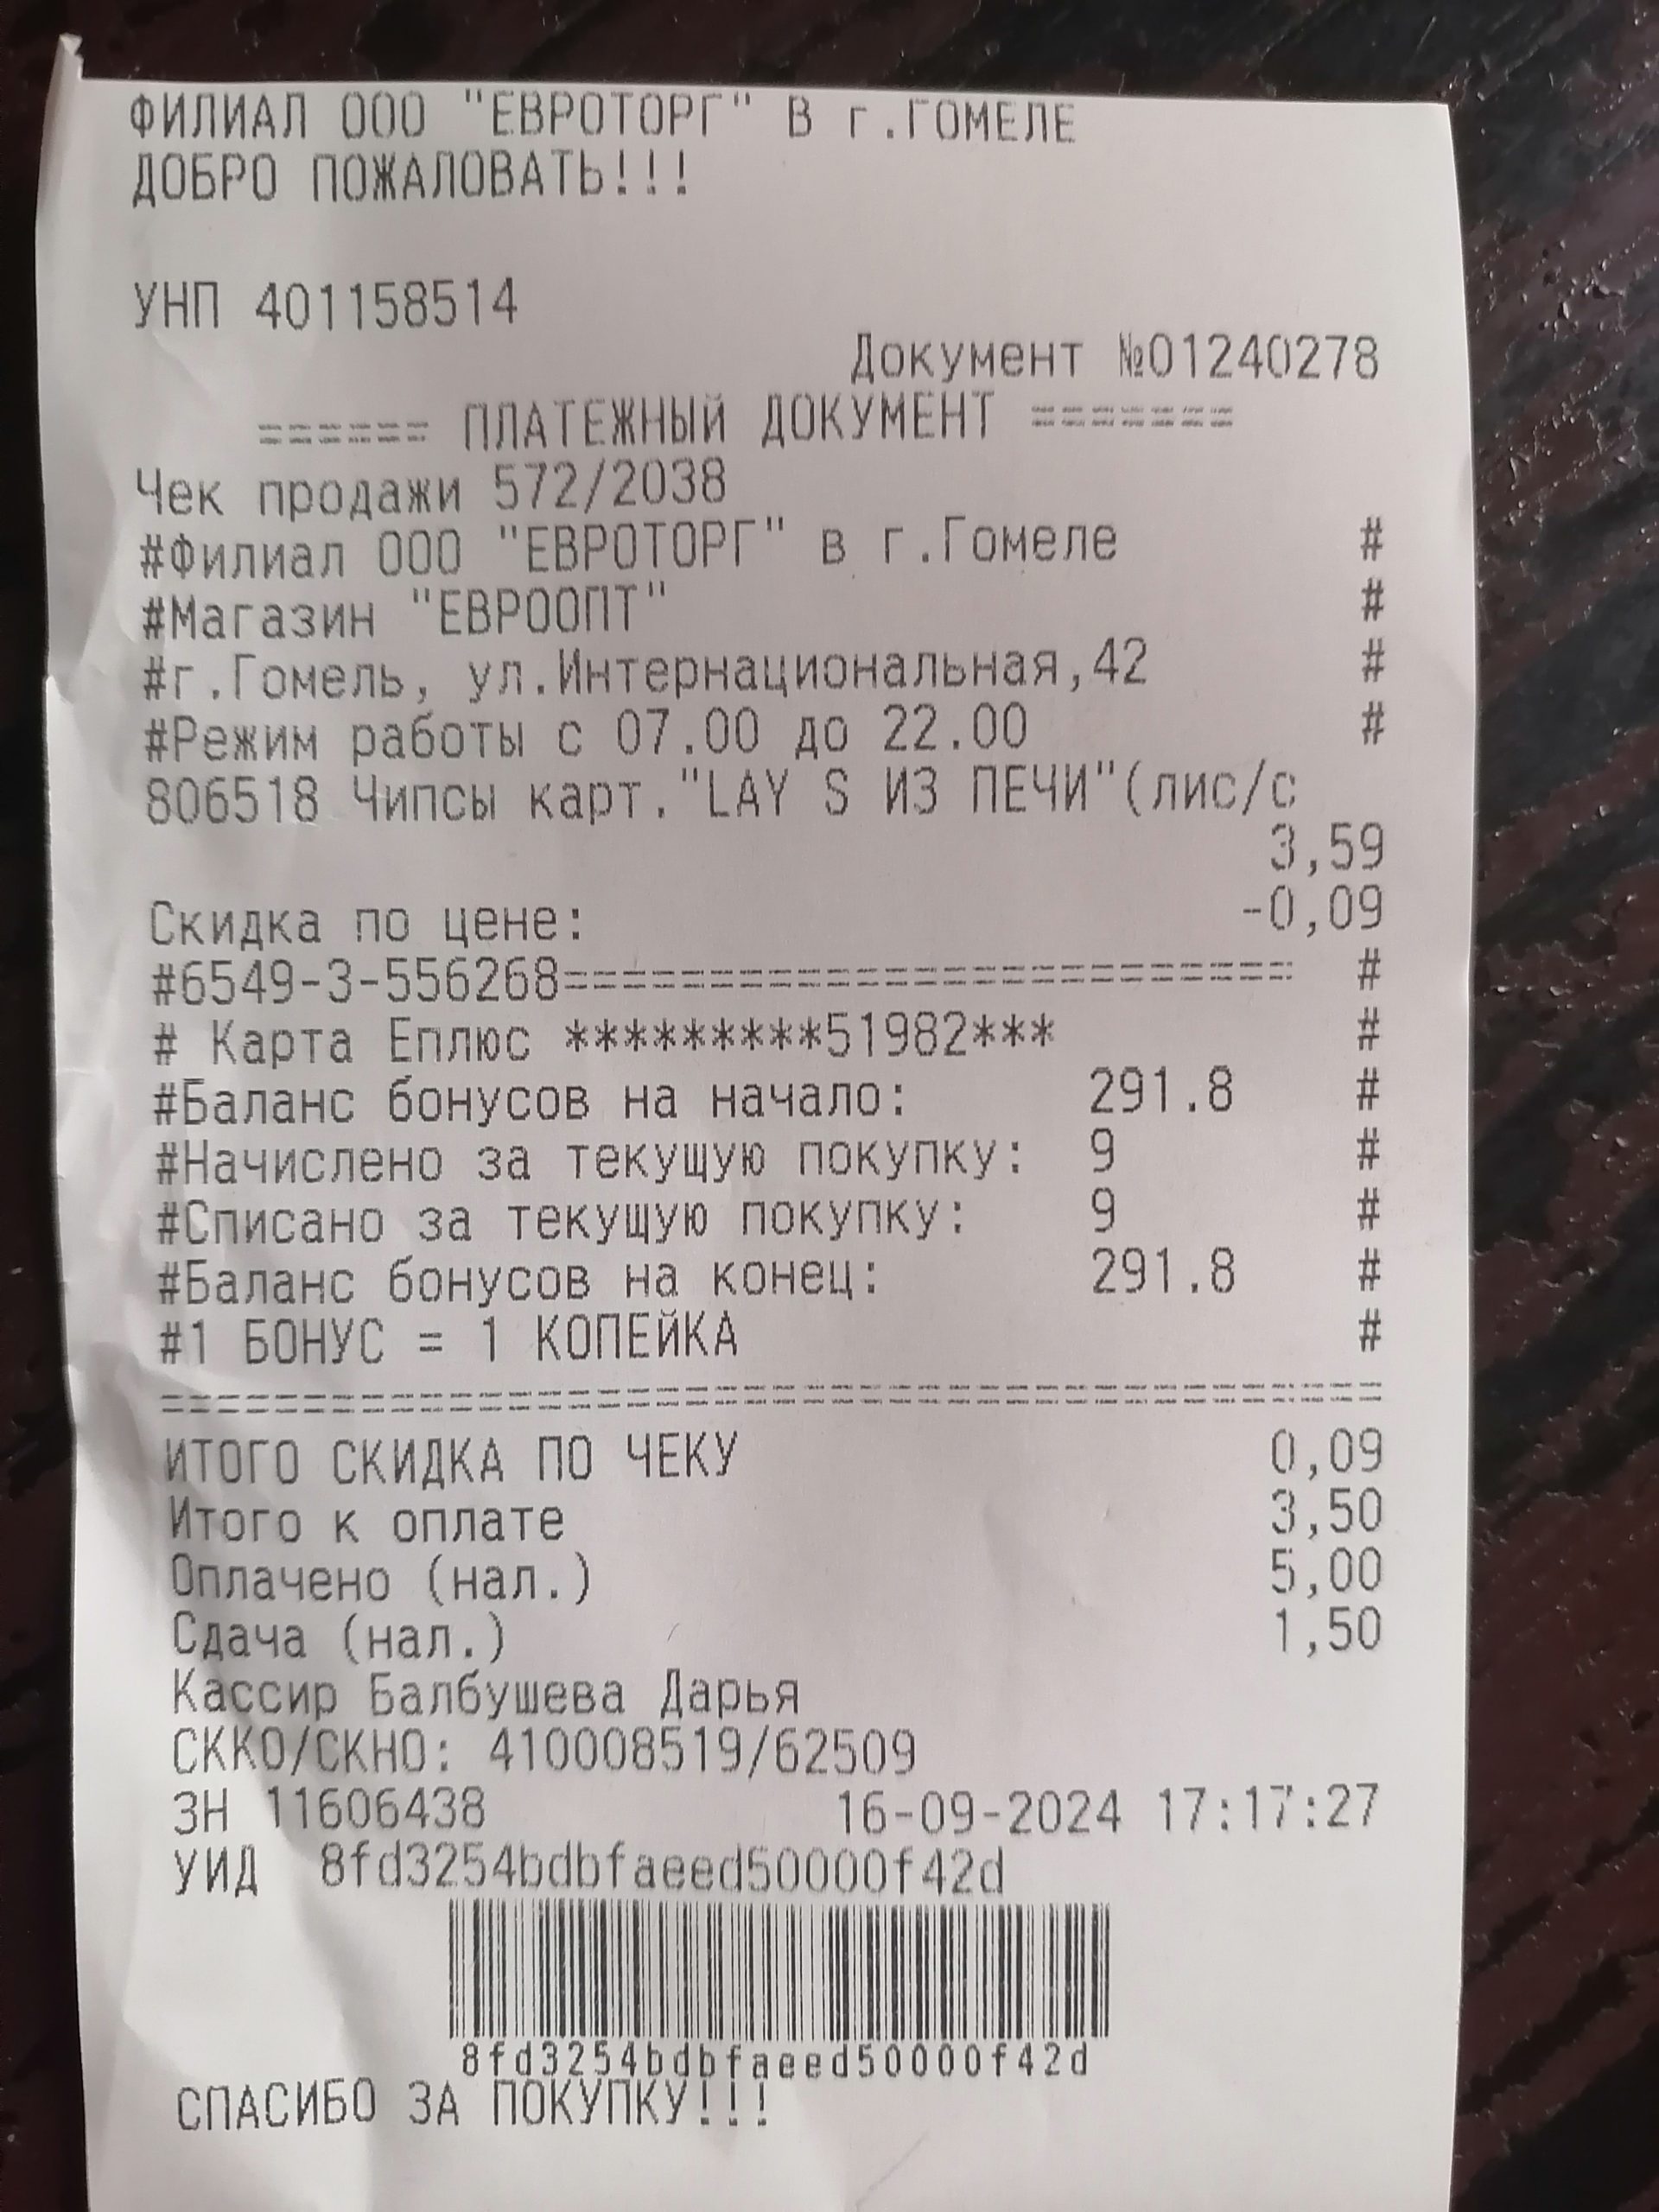 ФИЛИАЛ ООО "ЕВРОТОРГ" В г.ГОМЕЛЕ
ДОБРО ПОЖАЛОВАТЬ!!!
УНП 401158514
Документ №01240278
====== ПЛАТЕЖНЫЙ ДОКУМЕНТ =======
Чек продажи 572/2038
#Филиал ООО "ЕВРОТОРГ" в г.Гомеле #
#Магазин "ЕВРООПТ" #
#г.Гомель, ул.Интернациональная,42 #
#Режим работы с 07.00 до 22.00 #
806518 Чипсы карт."LAY S ИЗ ПЕЧИ"(лис/с
3,59
Скидка по цене: -0,09
#6549-3-556268========================= #
# Карта Еплюс *********51982*** #
#Баланс бонусов на начало: 291.8 #
#Начислено за текущую покупку: 9 #
#Списано за текущую покупку: 9 #
#Баланс бонусов на конец: 291.8 #
#1 БОНУС = 1 КОПЕЙКА #
==========================================
ИТОГО СКИДКА ПО ЧЕКУ 0,09
Итого к оплате 3,50
Оплачено (нал.) 5,00
Сдача (нал.) 1,50
Кассир Балбушева Дарья
СККО/СКНО: 410008519/62509
ЗН 11606438 16-09-2024 17:17:27
УИД 8fd3254bdbfaeed50000f42d
8fd3254bdbfaeed50000f42d
СПАСИБО ЗА ПОКУПКУ!!!